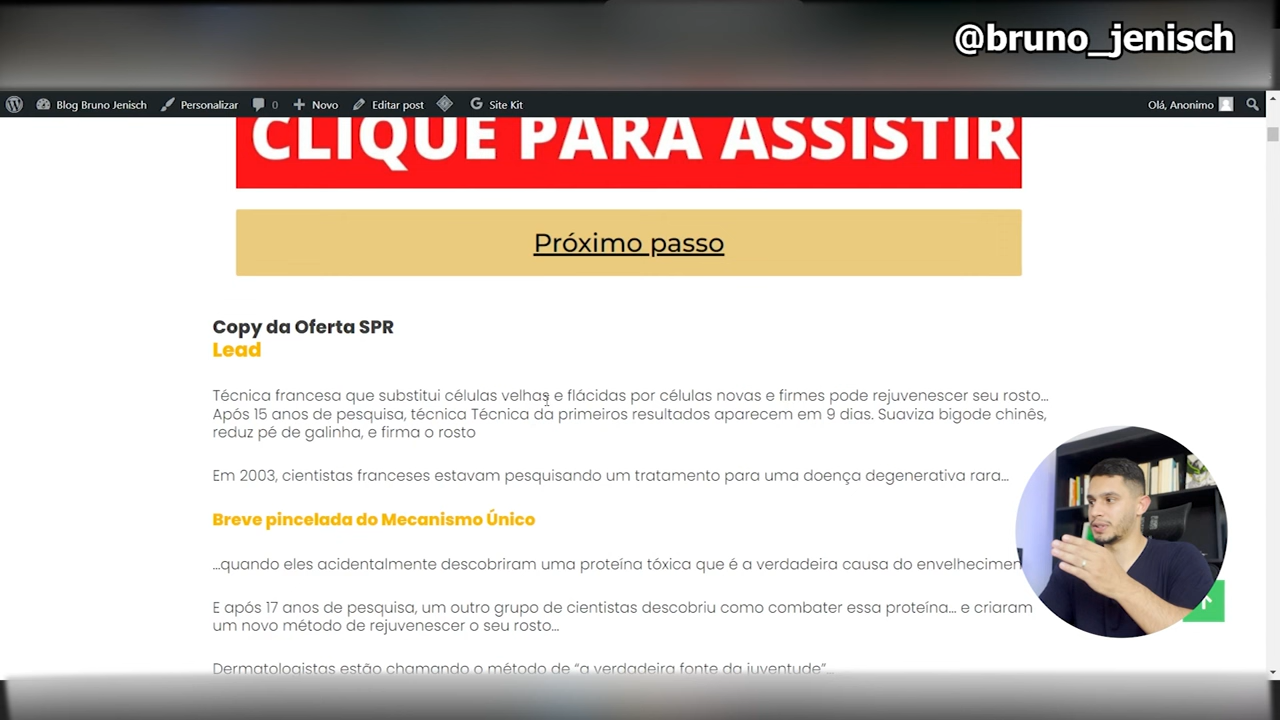 @bruno_jenisch
Blog Bruno Jenisch Personalizar 0 Novo Editar post Site Kit Olá, Anonimo
CLIQUE PARA ASSISTIR
Próximo passo
Copy da Oferta SPR
Lead
Técnica francesa que substitui células velhas e flácidas por células novas e firmes pode rejuvenescer seu rosto...
Após 15 anos de pesquisa, técnica Técnica da primeiros resultados aparecem em 9 dias. Suaviza bigode chinês,
reduz pé de galinha, e firma o rosto
Em 2003, cientistas franceses estavam pesquisando um tratamento para uma doença degenerativa rara...
Breve pincelada do Mecanismo Único
...quando eles acidentalmente descobriram uma proteína tóxica que é a verdadeira causa do envelhecimen
E após 17 anos de pesquisa, um outro grupo de cientistas descobriu como combater essa proteína... e criaram
um novo método de rejuvenescer o seu rosto...
Dermatologistas estão chamando o método de “a verdadeira fonte da juventude”...